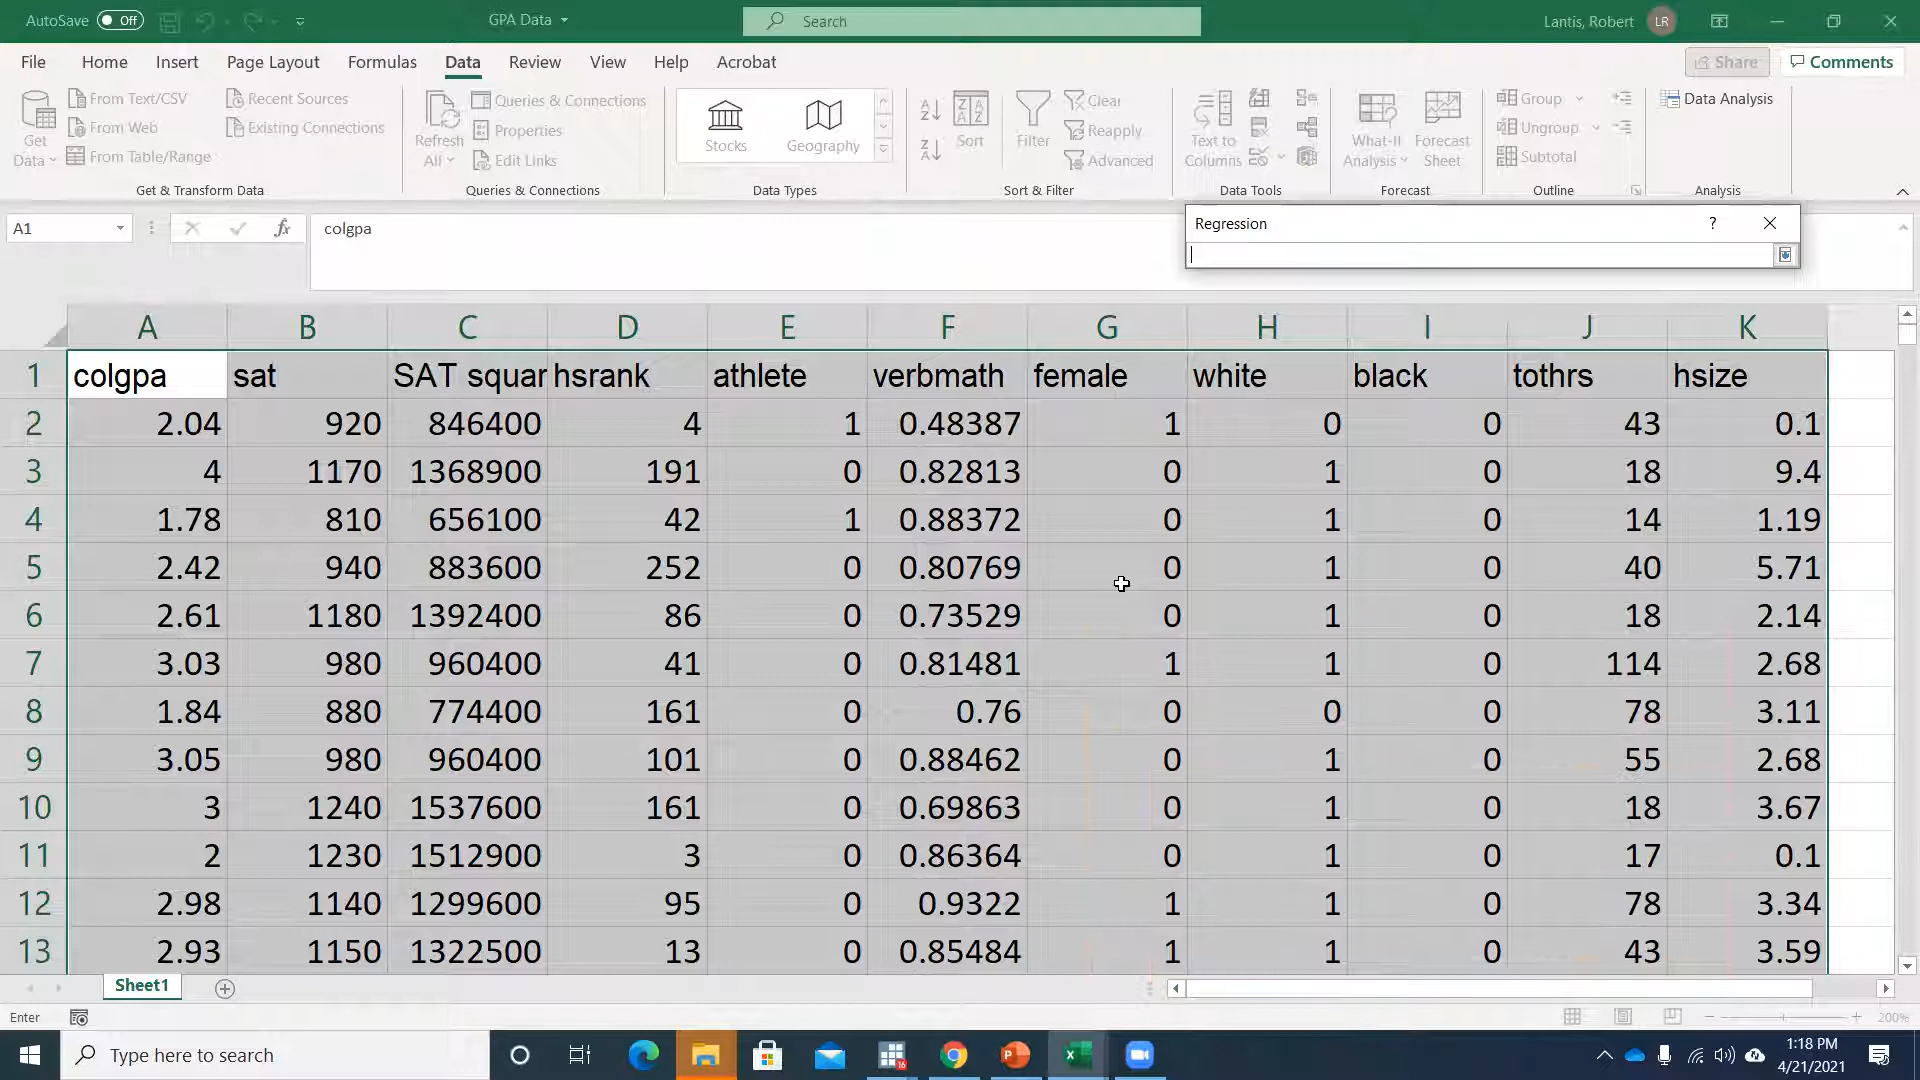 AutoSave Off GPA Data Search Lantis, Robert LR
File Home Insert Page Layout Formulas Data Review View Help Acrobat Share Comments
Get Data
From Text/CSV
From Web
From Table/Range
Recent Sources
Existing Connections
Get & Transform Data
Refresh All
Queries & Connections
Properties
Edit Links
Queries & Connections
Stocks Geography
Data Types
Sort
Filter
Clear
Reapply
Advanced
Sort & Filter
Text to Columns
Data Tools
What-If Analysis
Forecast Sheet
Forecast
Group
Ungroup
Subtotal
Outline
Data Analysis
Analysis
A1 fx colgpa
Regression ?
A B C D E F G H I J K
1 colgpa sat SAT squar hsrank athlete verbmath female white black tothrs hsize
2 2.04 920 846400 4 1 0.48387 1 0 0 43 0.1
3 4 1170 1368900 191 0 0.82813 0 1 0 18 9.4
4 1.78 810 656100 42 1 0.88372 0 1 0 14 1.19
5 2.42 940 883600 252 0 0.80769 0 1 0 40 5.71
6 2.61 1180 1392400 86 0 0.73529 0 1 0 18 2.14
7 3.03 980 960400 41 0 0.81481 1 1 0 114 2.68
8 1.84 880 774400 161 0 0.76 0 0 0 78 3.11
9 3.05 980 960400 101 0 0.88462 0 1 0 55 2.68
10 3 1240 1537600 161 0 0.69863 0 1 0 18 3.67
11 2 1230 1512900 3 0 0.86364 0 1 0 17 0.1
12 2.98 1140 1299600 95 0 0.9322 1 1 0 78 3.34
13 2.93 1150 1322500 13 0 0.85484 1 1 0 43 3.59
Sheet1
Enter 200%
Type here to search 16 1:18 PM
4/21/2021